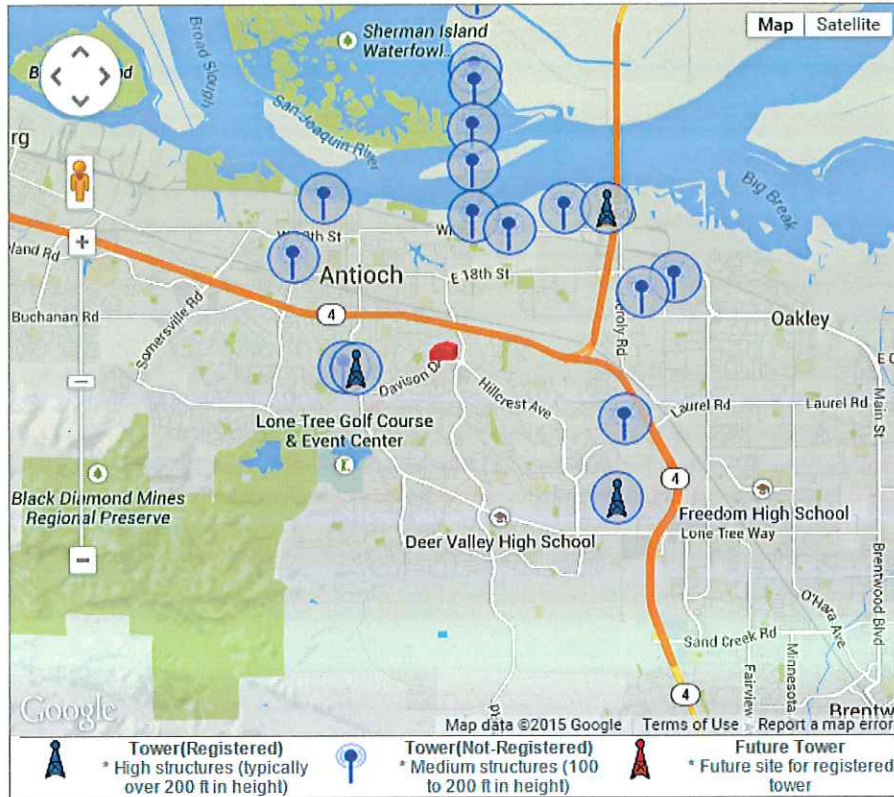 Sherman Island
Waterfowl...
Map
Satellite
Broad Slough
San Joaquin River
rg
Big Break
W
E 18th St
Antioch
Buchanan Rd
Somersville Rd
4
Oakley
Davison
Hillcrest Ave
Laurel Rd
Laurel Rd
Main St
Lone Tree Golf Course
& Event Center
Black Diamond Mines
Regional Preserve
4
Freedom High School
Deer Valley High School
Lone Tree Way
O'Hara Ave
Brentwood Blvd
Sand Creek Rd
Fairview A
Minnesota
4
Brentw
Google
Map data ©2015 Google
Terms of Use
Report a map error
Tower(Registered)
* High structures (typically
over 200 ft in height)
Tower(Not-Registered)
* Medium structures (100
to 200 ft in height)
Future Tower
* Future site for registered
tower